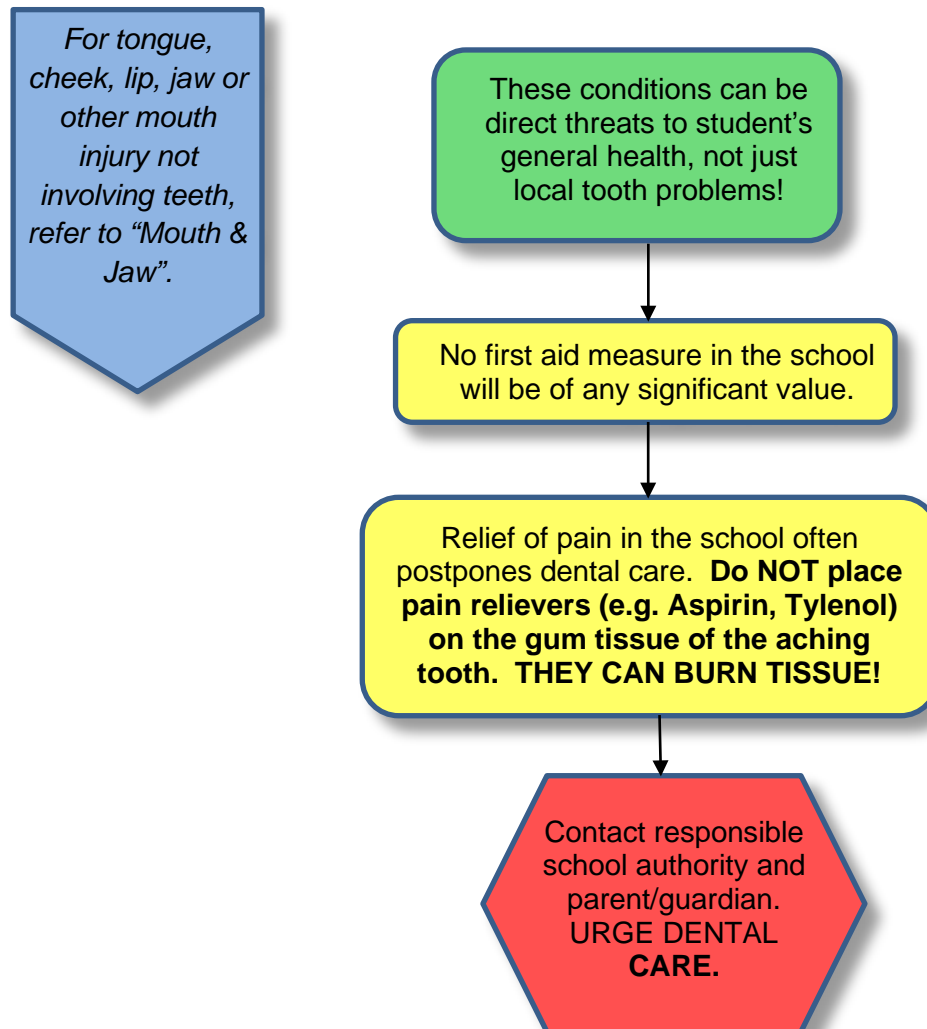 For tongue,
cheek, lip, jaw or
other mouth
injury not
involving teeth,
refer to “Mouth &
Jaw”.
These conditions can be
direct threats to student’s
general health, not just
local tooth problems!
No first aid measure in the school
will be of any significant value.
Relief of pain in the school often
postpones dental care.  Do NOT place
pain relievers (e.g. Aspirin, Tylenol)
on the gum tissue of the aching
tooth.  THEY CAN BURN TISSUE!
Contact responsible
school authority and
parent/guardian.
URGE DENTAL
CARE.